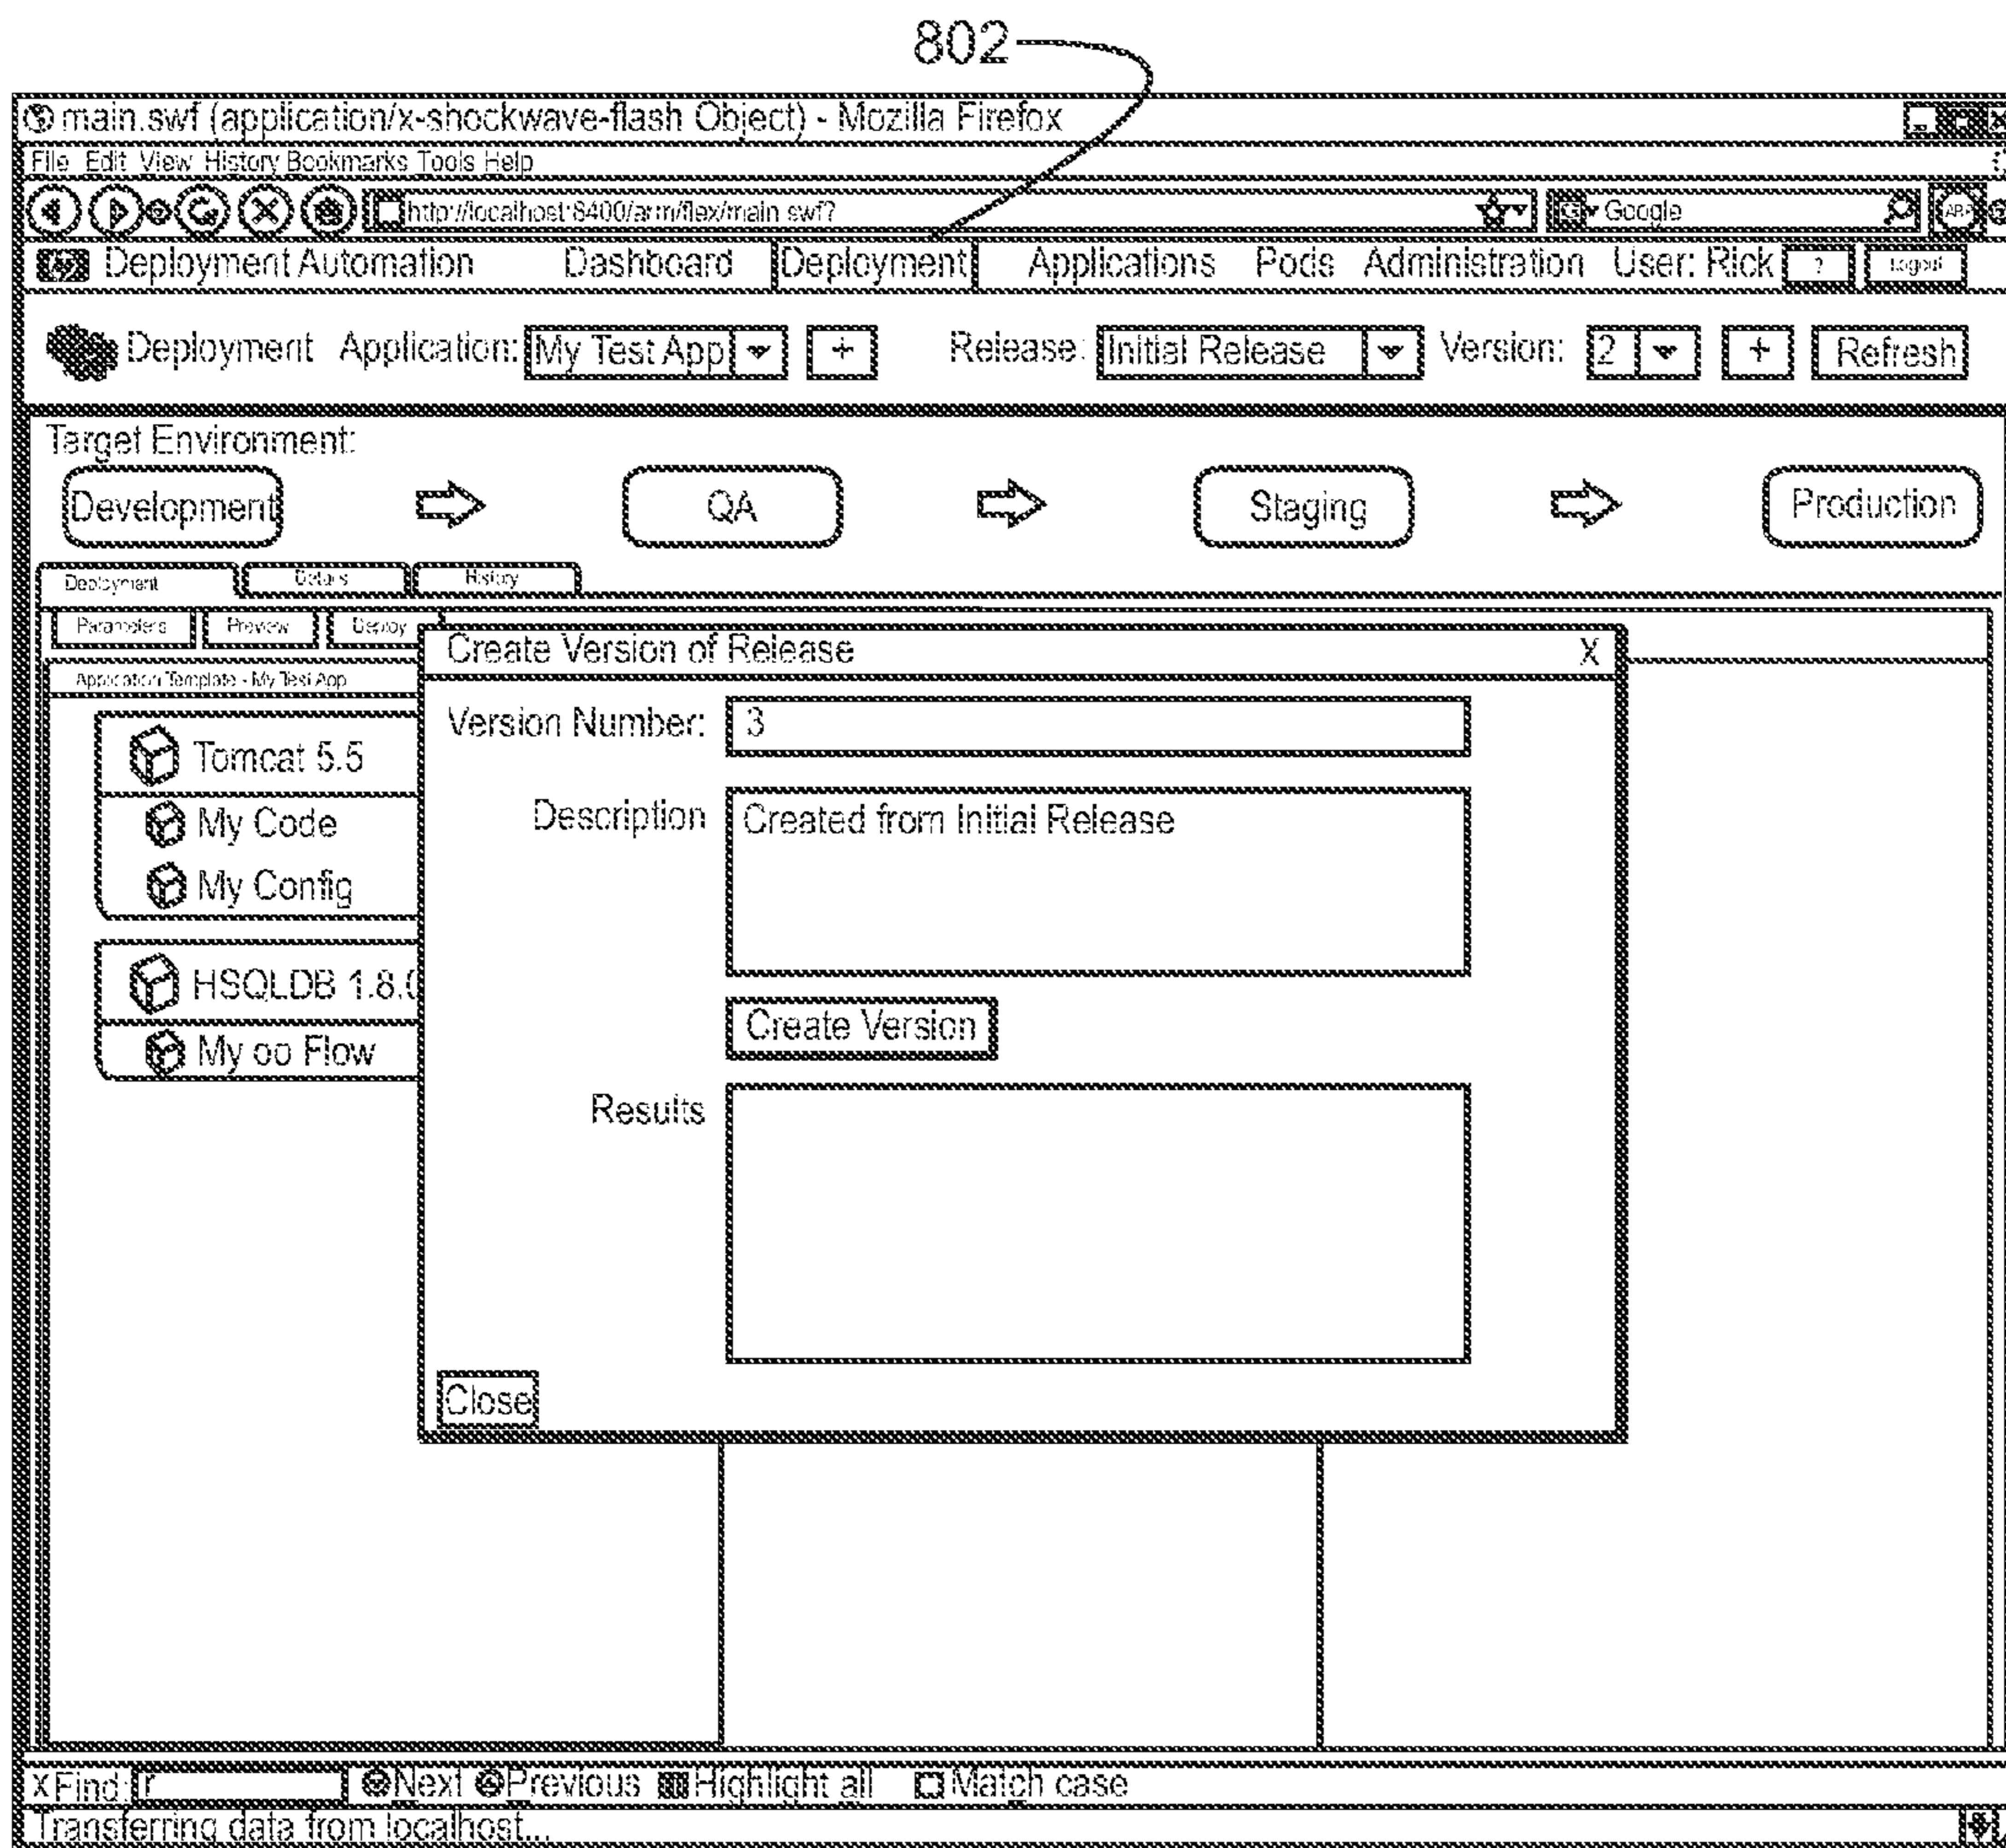 802
main.swf (application/x-shockwave-flash Object) - Mozilla Firefox
File Edit View History Bookmarks Tools Help
http://localhost:8400/arm/flex/main.swf? G Google
Deployment Automation Dashboard Deployment Applications Pods Administration User: Rick ? Logout
Deployment Application: My Test App + Release: Initial Release Version: 2 + Refresh
Target Environment:
Development QA Staging Production
Deployment Details History
Parameters Preview Deploy
Create Version of Release X
Application Template - My Test App
Version Number: 3
Tomcat 5.5
Description Created from Initial Release
My Code
My Config
HSQLDB 1.8.0
Create Version
My oo Flow
Results
Close
x Find: r Next Previous Highlight all Match case
Transferring data from localhost...